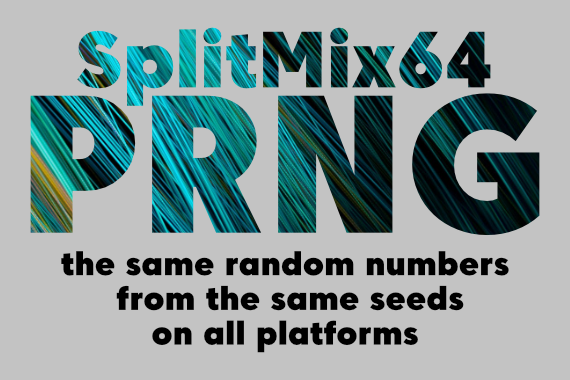 SplitMix64
PRNG
the same random numbers
from the same seeds
on all platforms